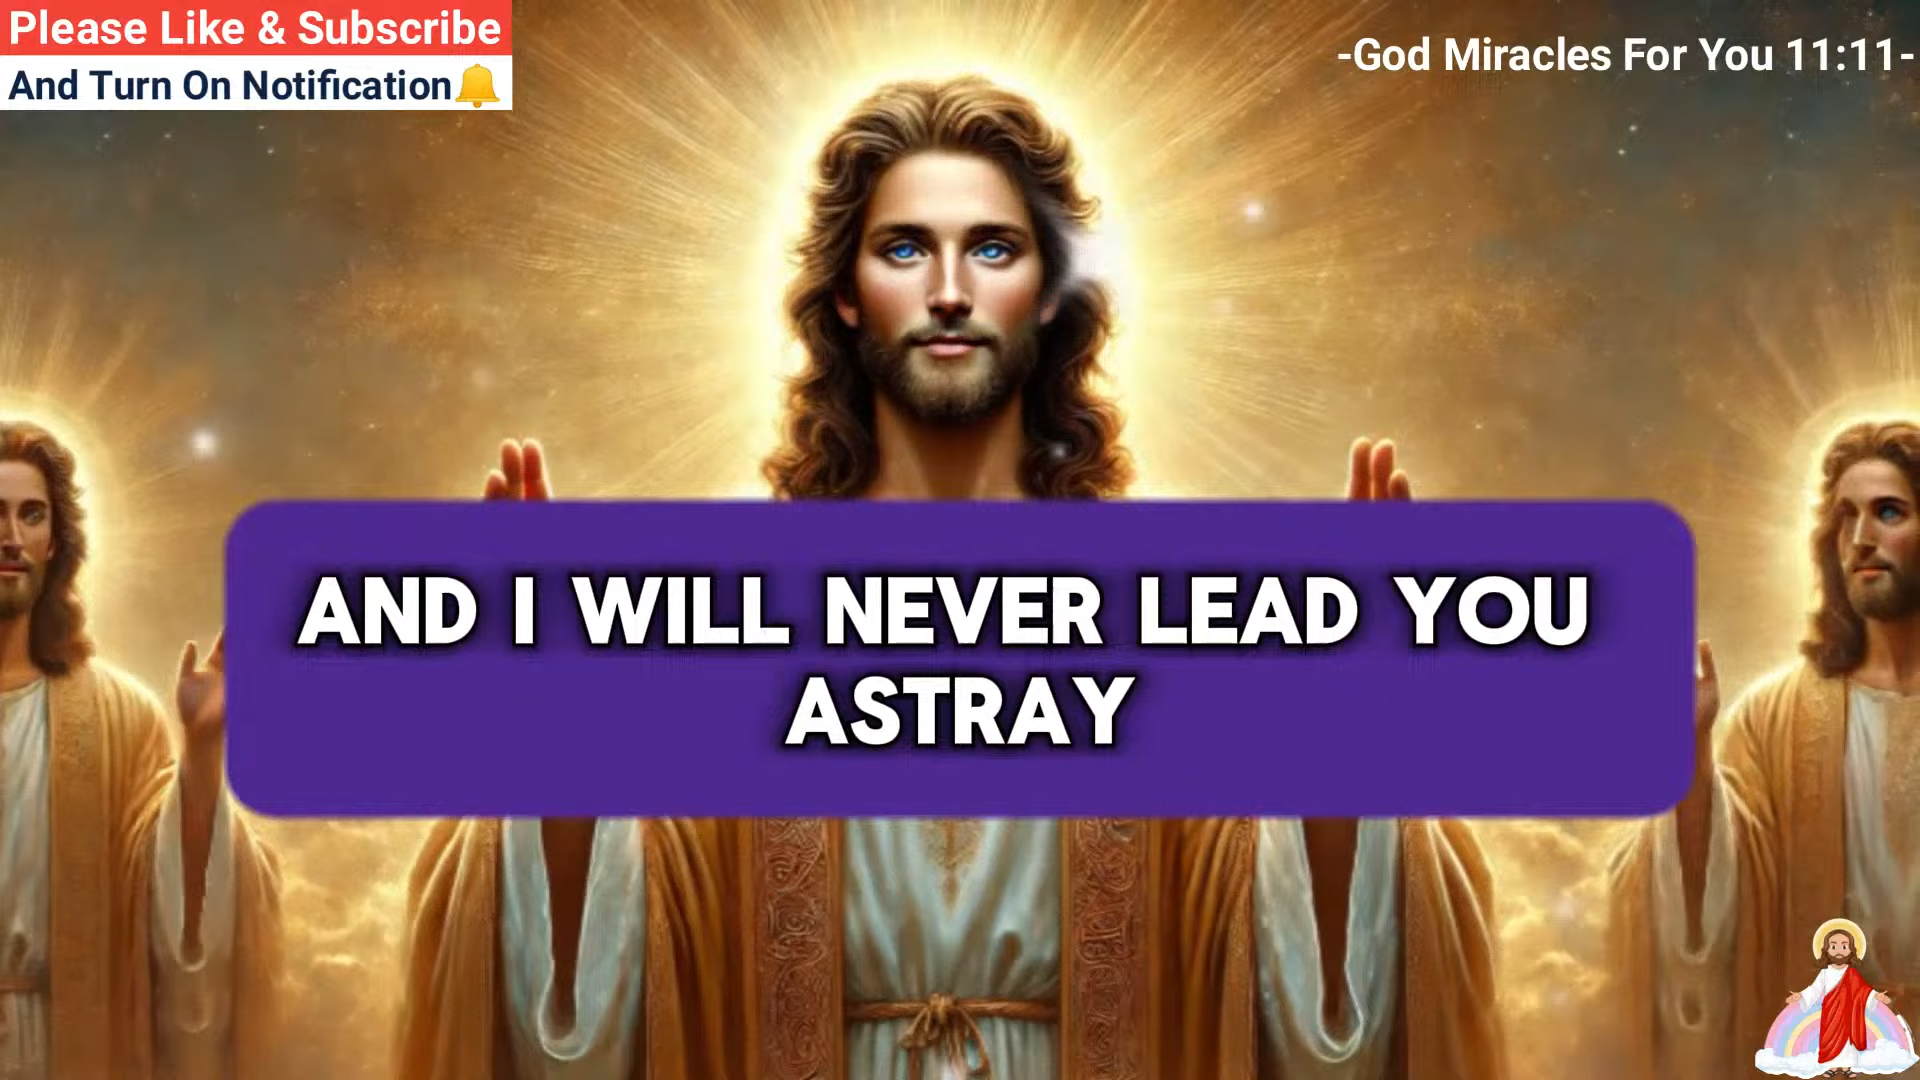 Please Like & Subscribe
And Turn On Notification🔔
-God Miracles For You 11:11-
AND I WILL NEVER LEAD YOU
ASTRAY